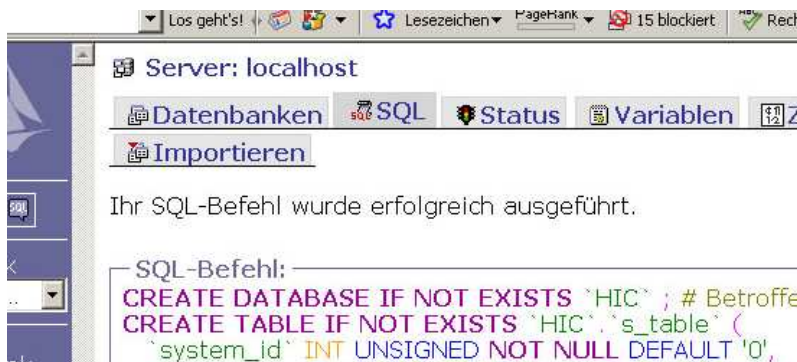 Los geht's! Lesezeichen PageRank 15 blockiert
Server: localhost
Datenbanken SQL Status Variablen
Importieren
Ihr SQL-Befehl wurde erfolgreich ausgeführt.
SQL-Befehl:
CREATE DATABASE IF NOT EXISTS `HIC` ; # Betroffe
CREATE TABLE IF NOT EXISTS `HIC`.`s_table` (
`system_id` INT UNSIGNED NOT NULL DEFAULT '0',